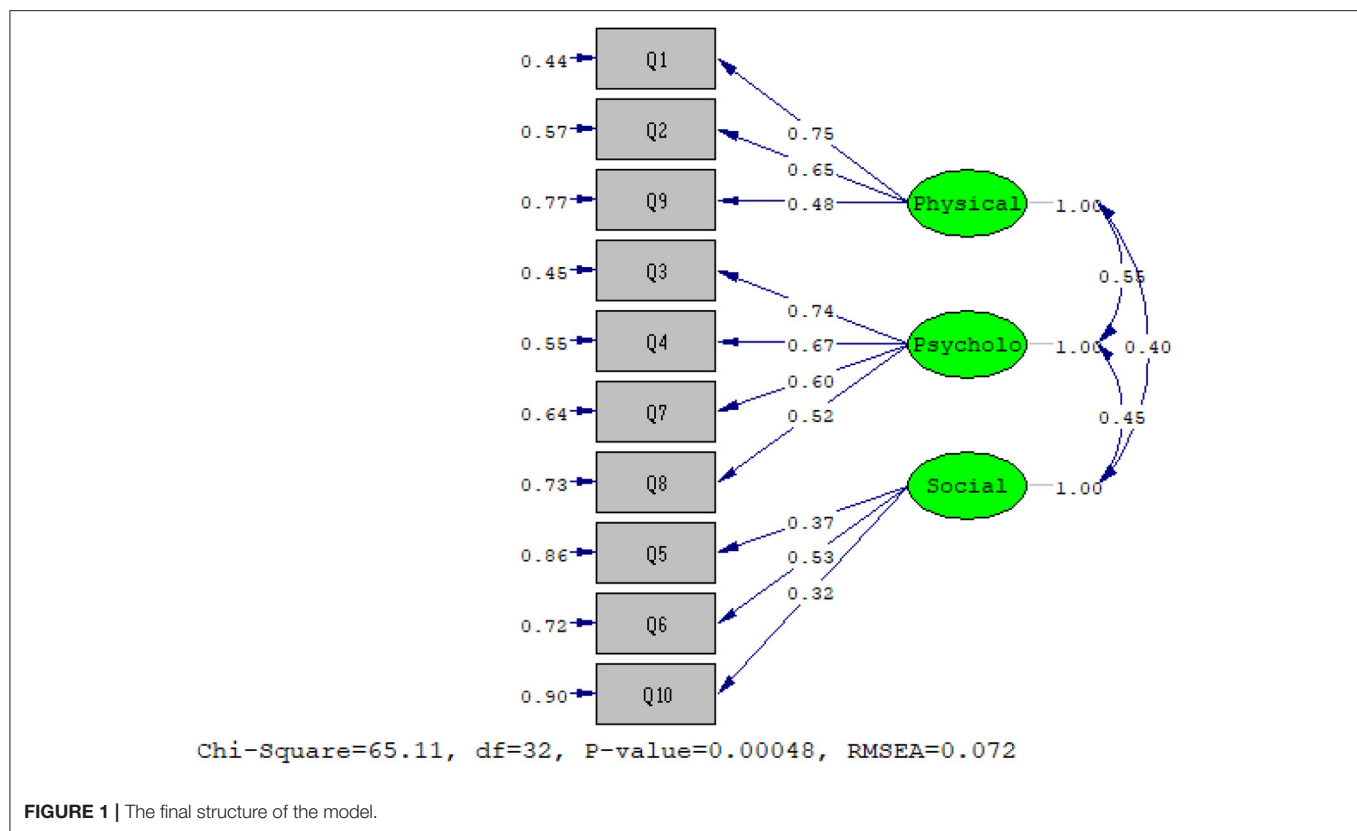 0.44 Q1
0.57 Q2 0.75
0.65
0.77 Q9 0.48 Physical 1.00
0.45 Q3 0.55
0.74
0.55 Q4 0.67 Psycholo 1.00 0.40
0.60
0.64 Q7 0.52 0.45
0.73 Q8 Social 1.00
0.37
0.86 Q5 0.53
0.32
0.72 Q6
0.90 Q10
Chi-Square=65.11, df=32, P-value=0.00048, RMSEA=0.072
FIGURE 1 | The final structure of the model.